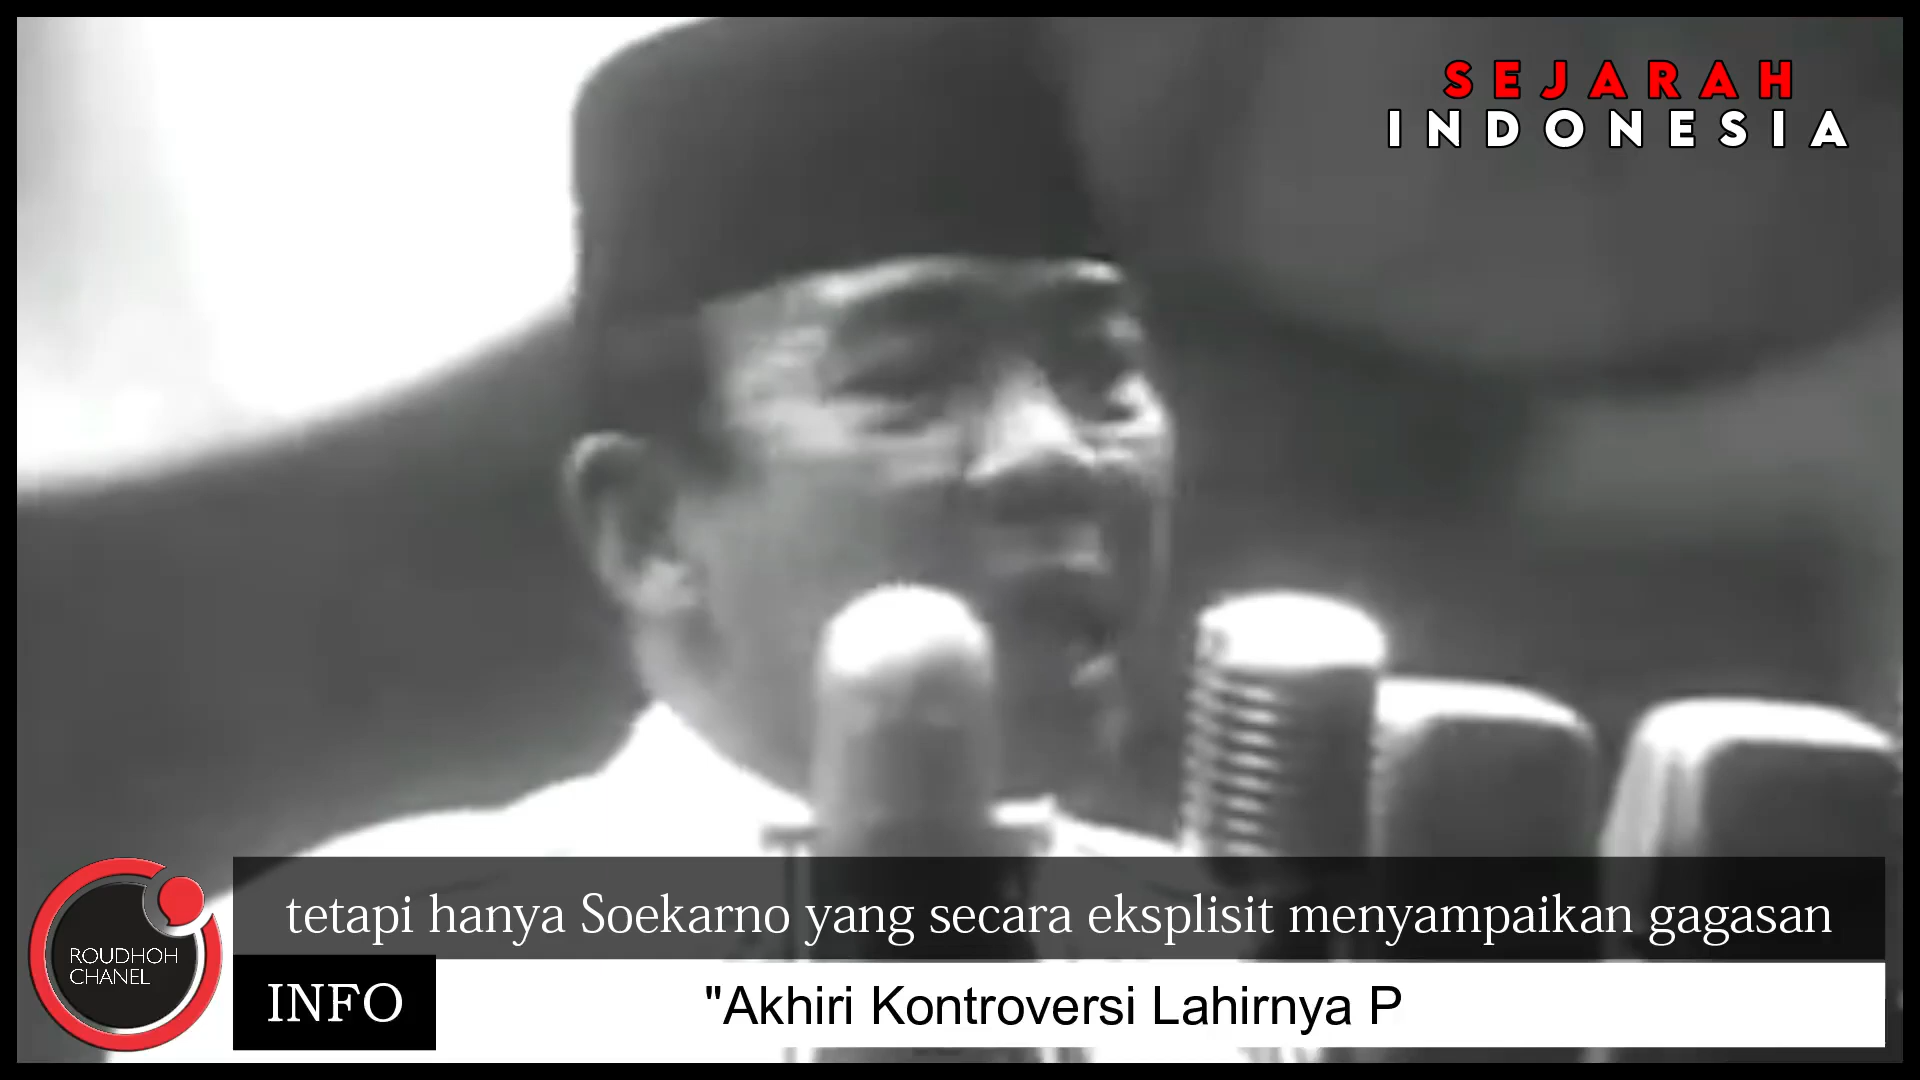 SEJARAH
INDONESIA
tetapi hanya Soekarno yang secara eksplisit menyampaikan gagasan
ROUDHOH
CHANEL
INFO
"Akhiri Kontroversi Lahirnya P